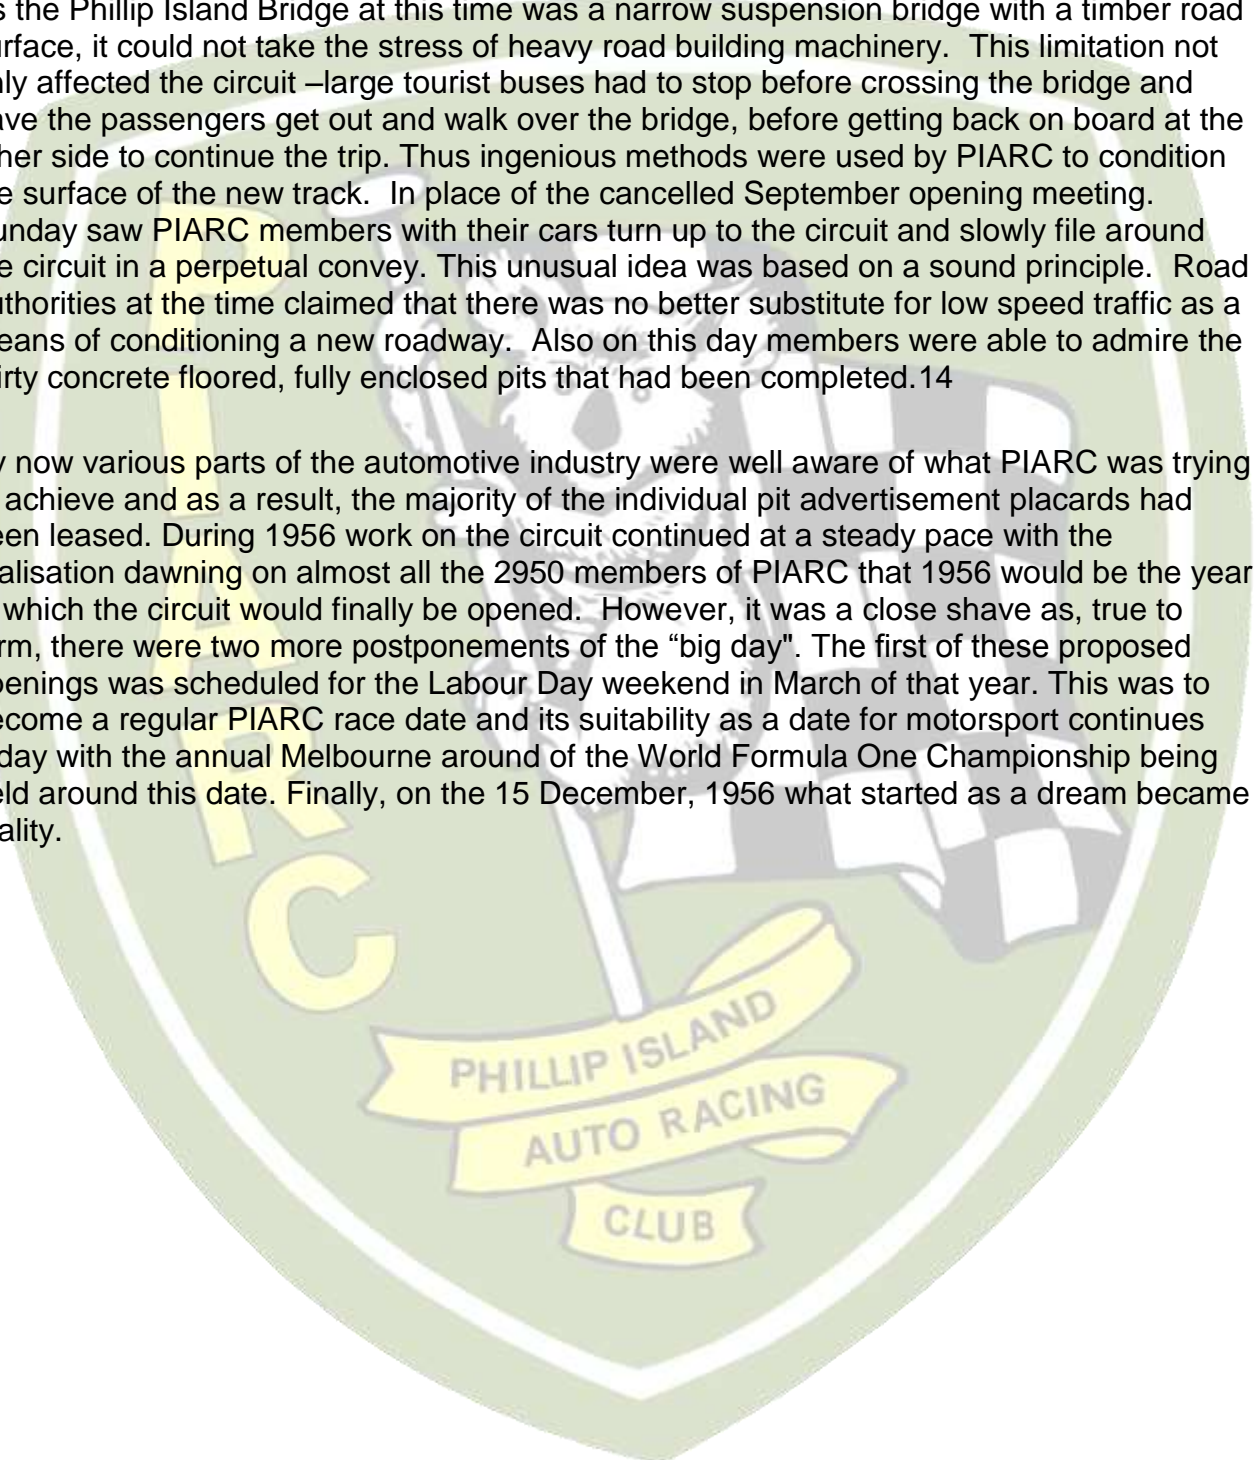 s the Phillip Island Bridge at this time was a narrow suspension bridge with a timber road
rface, it could not take the stress of heavy road building machinery.  This limitation not
ly affected the circuit –large tourist buses had to stop before crossing the bridge and
ve the passengers get out and walk over the bridge, before getting back on board at the
her side to continue the trip. Thus ingenious methods were used by PIARC to condition
e surface of the new track.  In place of the cancelled September opening meeting.
unday saw PIARC members with their cars turn up to the circuit and slowly file around
e circuit in a perpetual convey. This unusual idea was based on a sound principle.  Road
uthorities at the time claimed that there was no better substitute for low speed traffic as a
eans of conditioning a new roadway.  Also on this day members were able to admire the
irty concrete floored, fully enclosed pits that had been completed.14
y now various parts of the automotive industry were well aware of what PIARC was trying
achieve and as a result, the majority of the individual pit advertisement placards had
een leased. During 1956 work on the circuit continued at a steady pace with the
alisation dawning on almost all the 2950 members of PIARC that 1956 would be the year
which the circuit would finally be opened.  However, it was a close shave as, true to
rm, there were two more postponements of the “big day". The first of these proposed
penings was scheduled for the Labour Day weekend in March of that year. This was to
ecome a regular PIARC race date and its suitability as a date for motorsport continues
day with the annual Melbourne around of the World Formula One Championship being
eld around this date. Finally, on the 15 December, 1956 what started as a dream became
ality.
PIARC
PHILLIP ISLAND
AUTO RACING
CLUB